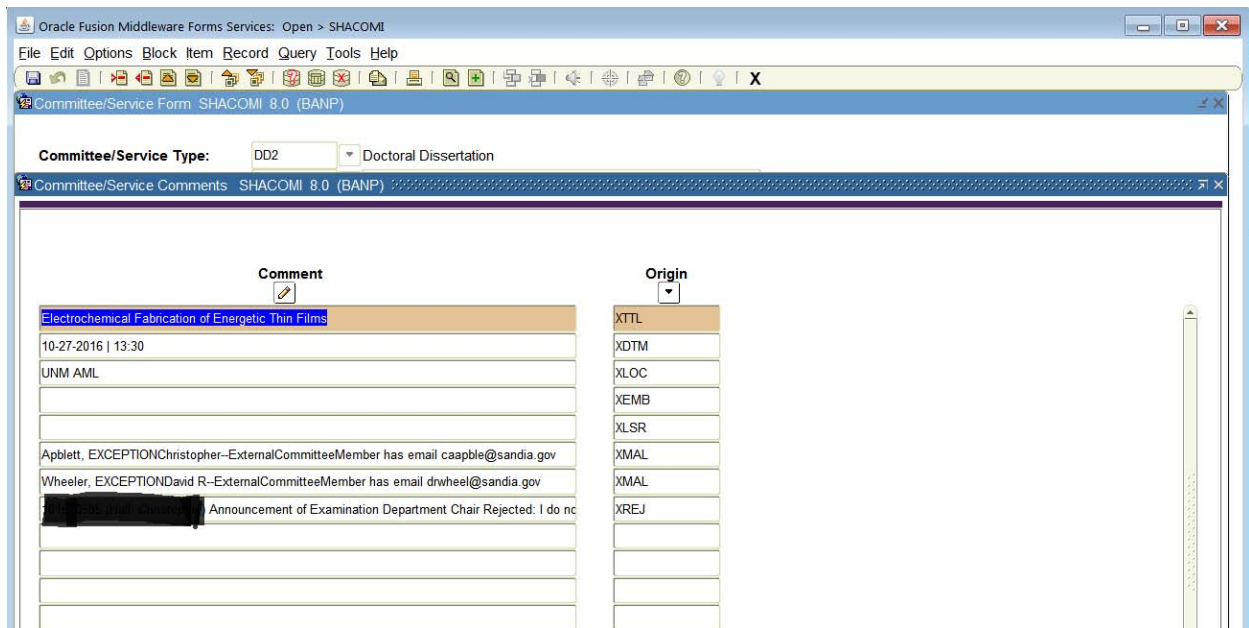 Oracle Fusion Middleware Forms Services: Open > SHACOMI
File Edit Options Block Item Record Query Tools Help
X
Committee/Service Form SHACOMI 8.0 (BANP)
Committee/Service Type: DD2 Doctoral Dissertation
Committee/Service Comments SHACOMI 8.0 (BANP)
Comment Origin
Electrochemical Fabrication of Energetic Thin Films XTTL
10-27-2016 | 13:30 XDTM
UNM AML XLOC
XEMB
XLSR
Apblett, EXCEPTIONChristopher--ExternalCommitteeMember has email caapble@sandia.gov XMAL
Wheeler, EXCEPTIONDavid R--ExternalCommitteeMember has email drwheel@sandia.gov XMAL
Announcement of Examination Department Chair Rejected: I do no XREJ